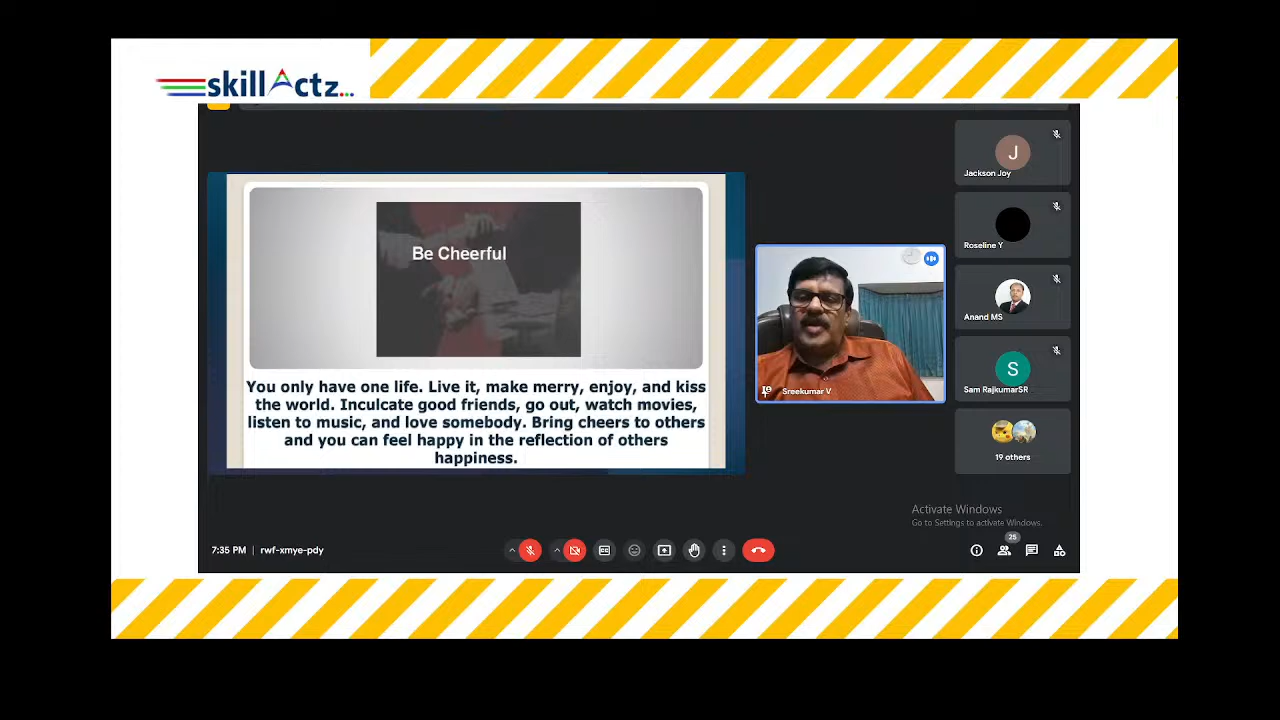 skillActz...
J
Jackson Joy
Roseline Y
Be Cheerful
Anand MS
You only have one life. Live it, make merry, enjoy, and kiss
the world. Inculcate good friends, go out, watch movies,
listen to music, and love somebody. Bring cheers to others
and you can feel happy in the reflection of others
happiness.
Sreekumar V
S
Sam RajkumarSR
19 others
Activate Windows
Go to Settings to activate Windows.
7:35 PM | rwf-xmye-pdy
25